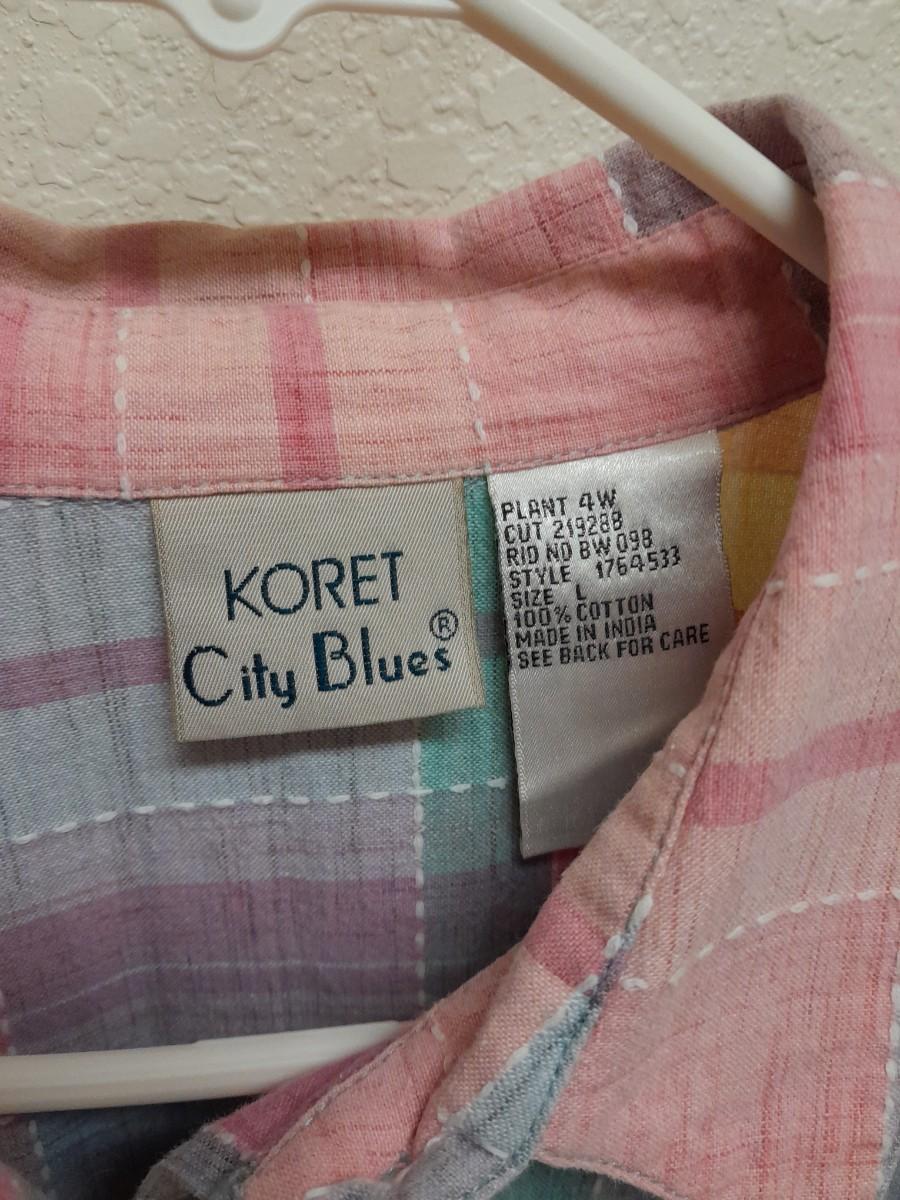 KORET
City Blues®
PLANT 4W
CUT 219288
RID NO BW 098
STYLE 1764533
SIZE L
100% COTTON
MADE IN INDIA
SEE BACK FOR CARE